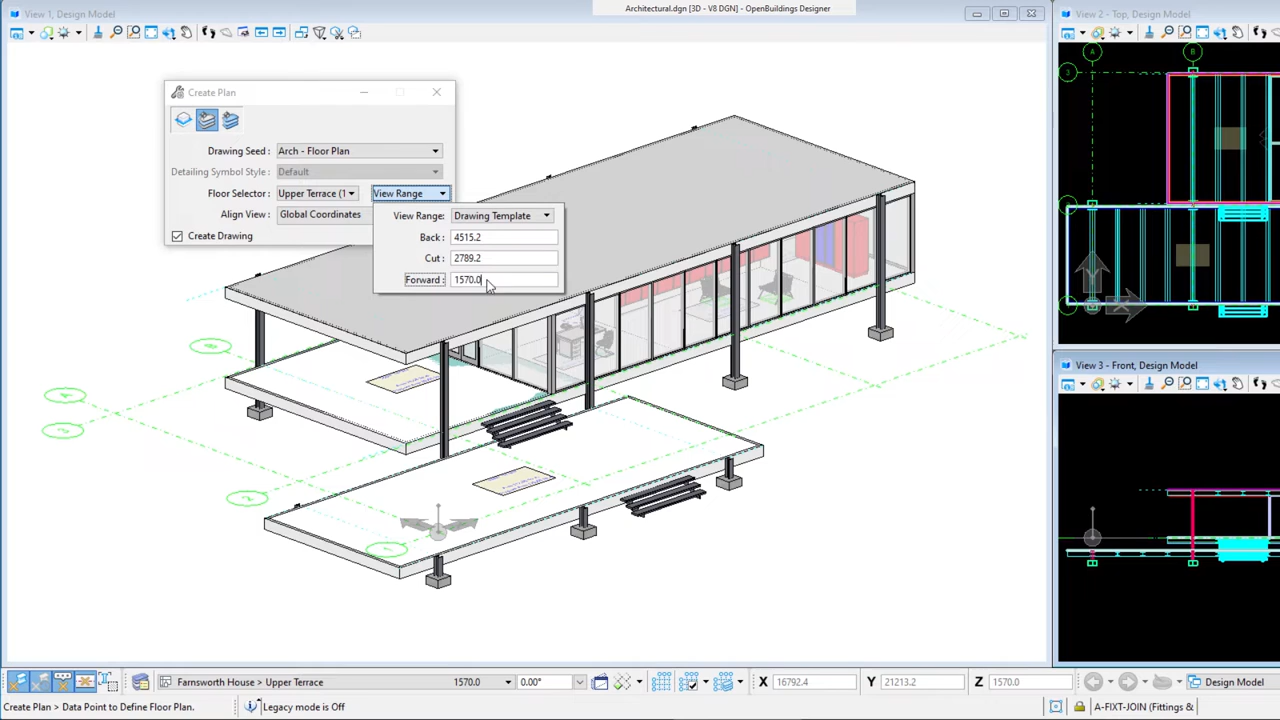 Architectural.dgn [3D - V8 DGN] - OpenBuildings Designer
View 1, Design Model
View 2 - Top, Design Model
Create Plan
Drawing Seed : Arch - Floor Plan
Detailing Symbol Style : Default
Floor Selector : Upper Terrace (1 View Range
Align View : Global Coordinates
Create Drawing
View Range : Drawing Template
Back : 4515.2
Cut : 2789.2
Forward : 1570.0
A
B
3
View 3 - Front, Design Model
3
2
1
Farnsworth House > Upper Terrace 1570.0 0.00° X 16792.4 Y 21213.2 Z 1570.0 Design Model
Create Plan > Data Point to Define Floor Plan. Legacy mode is Off A-FIXT-JOIN (Fittings &